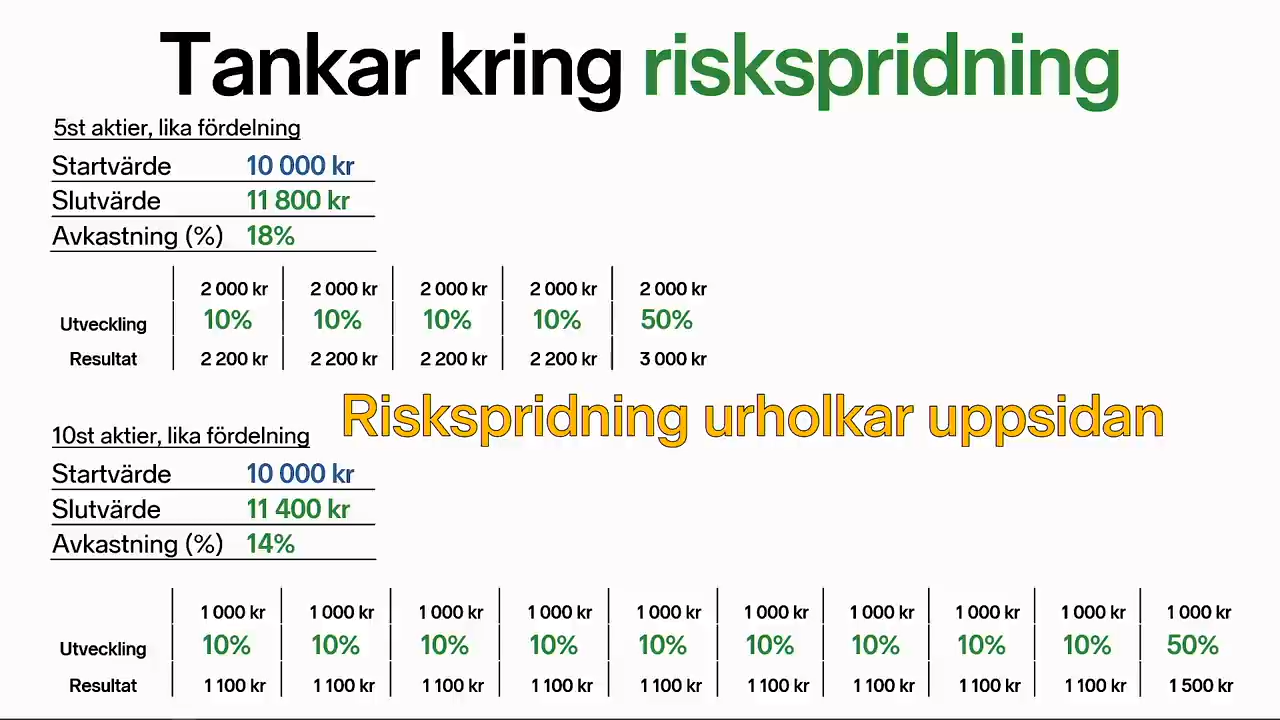 Tankar kring riskspridning
5st aktier, lika fördelning
Startvärde 10 000 kr
Slutvärde 11 800 kr
Avkastning (%) 18%
2 000 kr 2 000 kr 2 000 kr 2 000 kr 2 000 kr
Utveckling 10% 10% 10% 10% 50%
Resultat 2 200 kr 2 200 kr 2 200 kr 2 200 kr 3 000 kr
Riskspridning urholkar uppsidan
10st aktier, lika fördelning
Startvärde 10 000 kr
Slutvärde 11 400 kr
Avkastning (%) 14%
1 000 kr 1 000 kr 1 000 kr 1 000 kr 1 000 kr 1 000 kr 1 000 kr 1 000 kr 1 000 kr 1 000 kr
Utveckling 10% 10% 10% 10% 10% 10% 10% 10% 10% 50%
Resultat 1 100 kr 1 100 kr 1 100 kr 1 100 kr 1 100 kr 1 100 kr 1 100 kr 1 100 kr 1 100 kr 1 500 kr